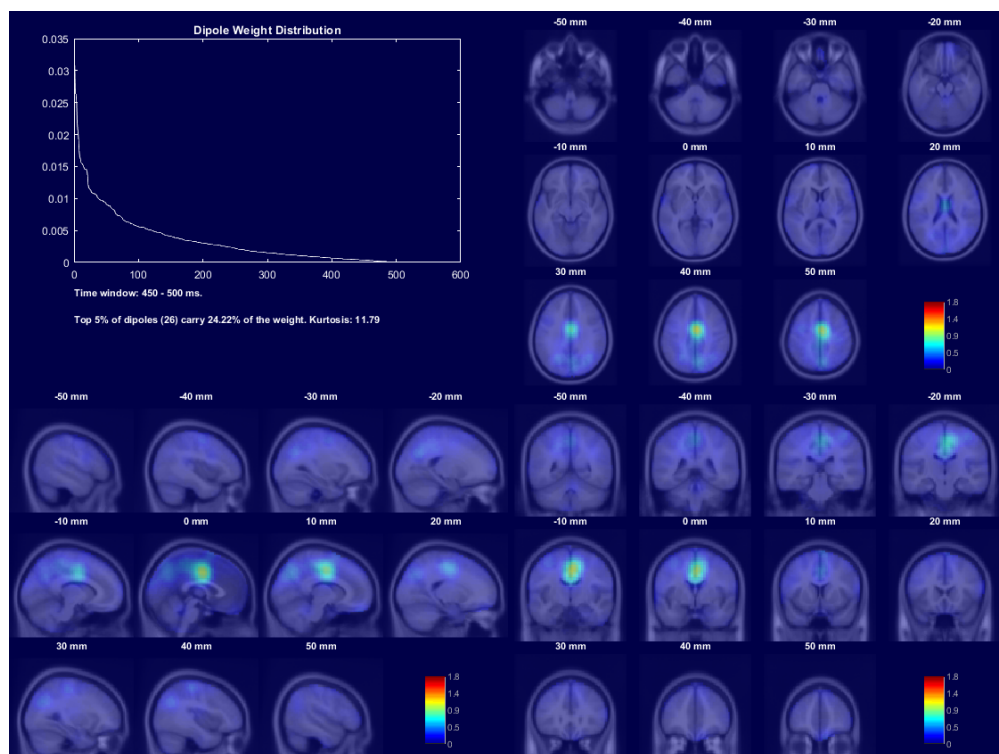 Dipole Weight Distribution
0.035
0.03
0.025
0.02
0.015
0.01
0.005
0
0 100 200 300 400 500 600
Time window: 450 - 500 ms.
Top 5% of dipoles (26) carry 24.22% of the weight. Kurtosis: 11.79
-50 mm -40 mm -30 mm -20 mm
-10 mm 0 mm 10 mm 20 mm
30 mm 40 mm 50 mm
1.8
1.4
0.9
0.5
0
-50 mm -40 mm -30 mm -20 mm
-10 mm 0 mm 10 mm 20 mm
30 mm 40 mm 50 mm
1.8
1.4
0.9
0.5
0
-50 mm -40 mm -30 mm -20 mm
-10 mm 0 mm 10 mm 20 mm
30 mm 40 mm 50 mm
1.8
1.4
0.9
0.5
0